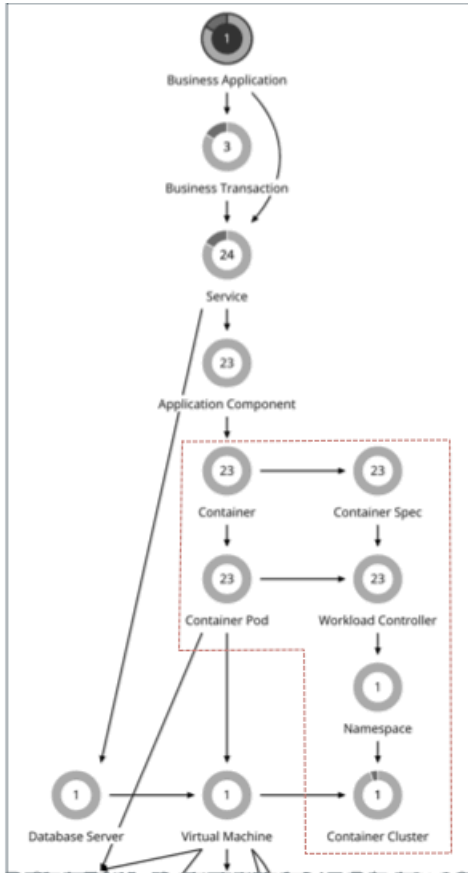 1
Business Application
3
Business Transaction
24
Service
23
Application Component
23 23
Container Container Spec
23 23
Container Pod Workload Controller
1
Namespace
1 1 1
Database Server Virtual Machine Container Cluster